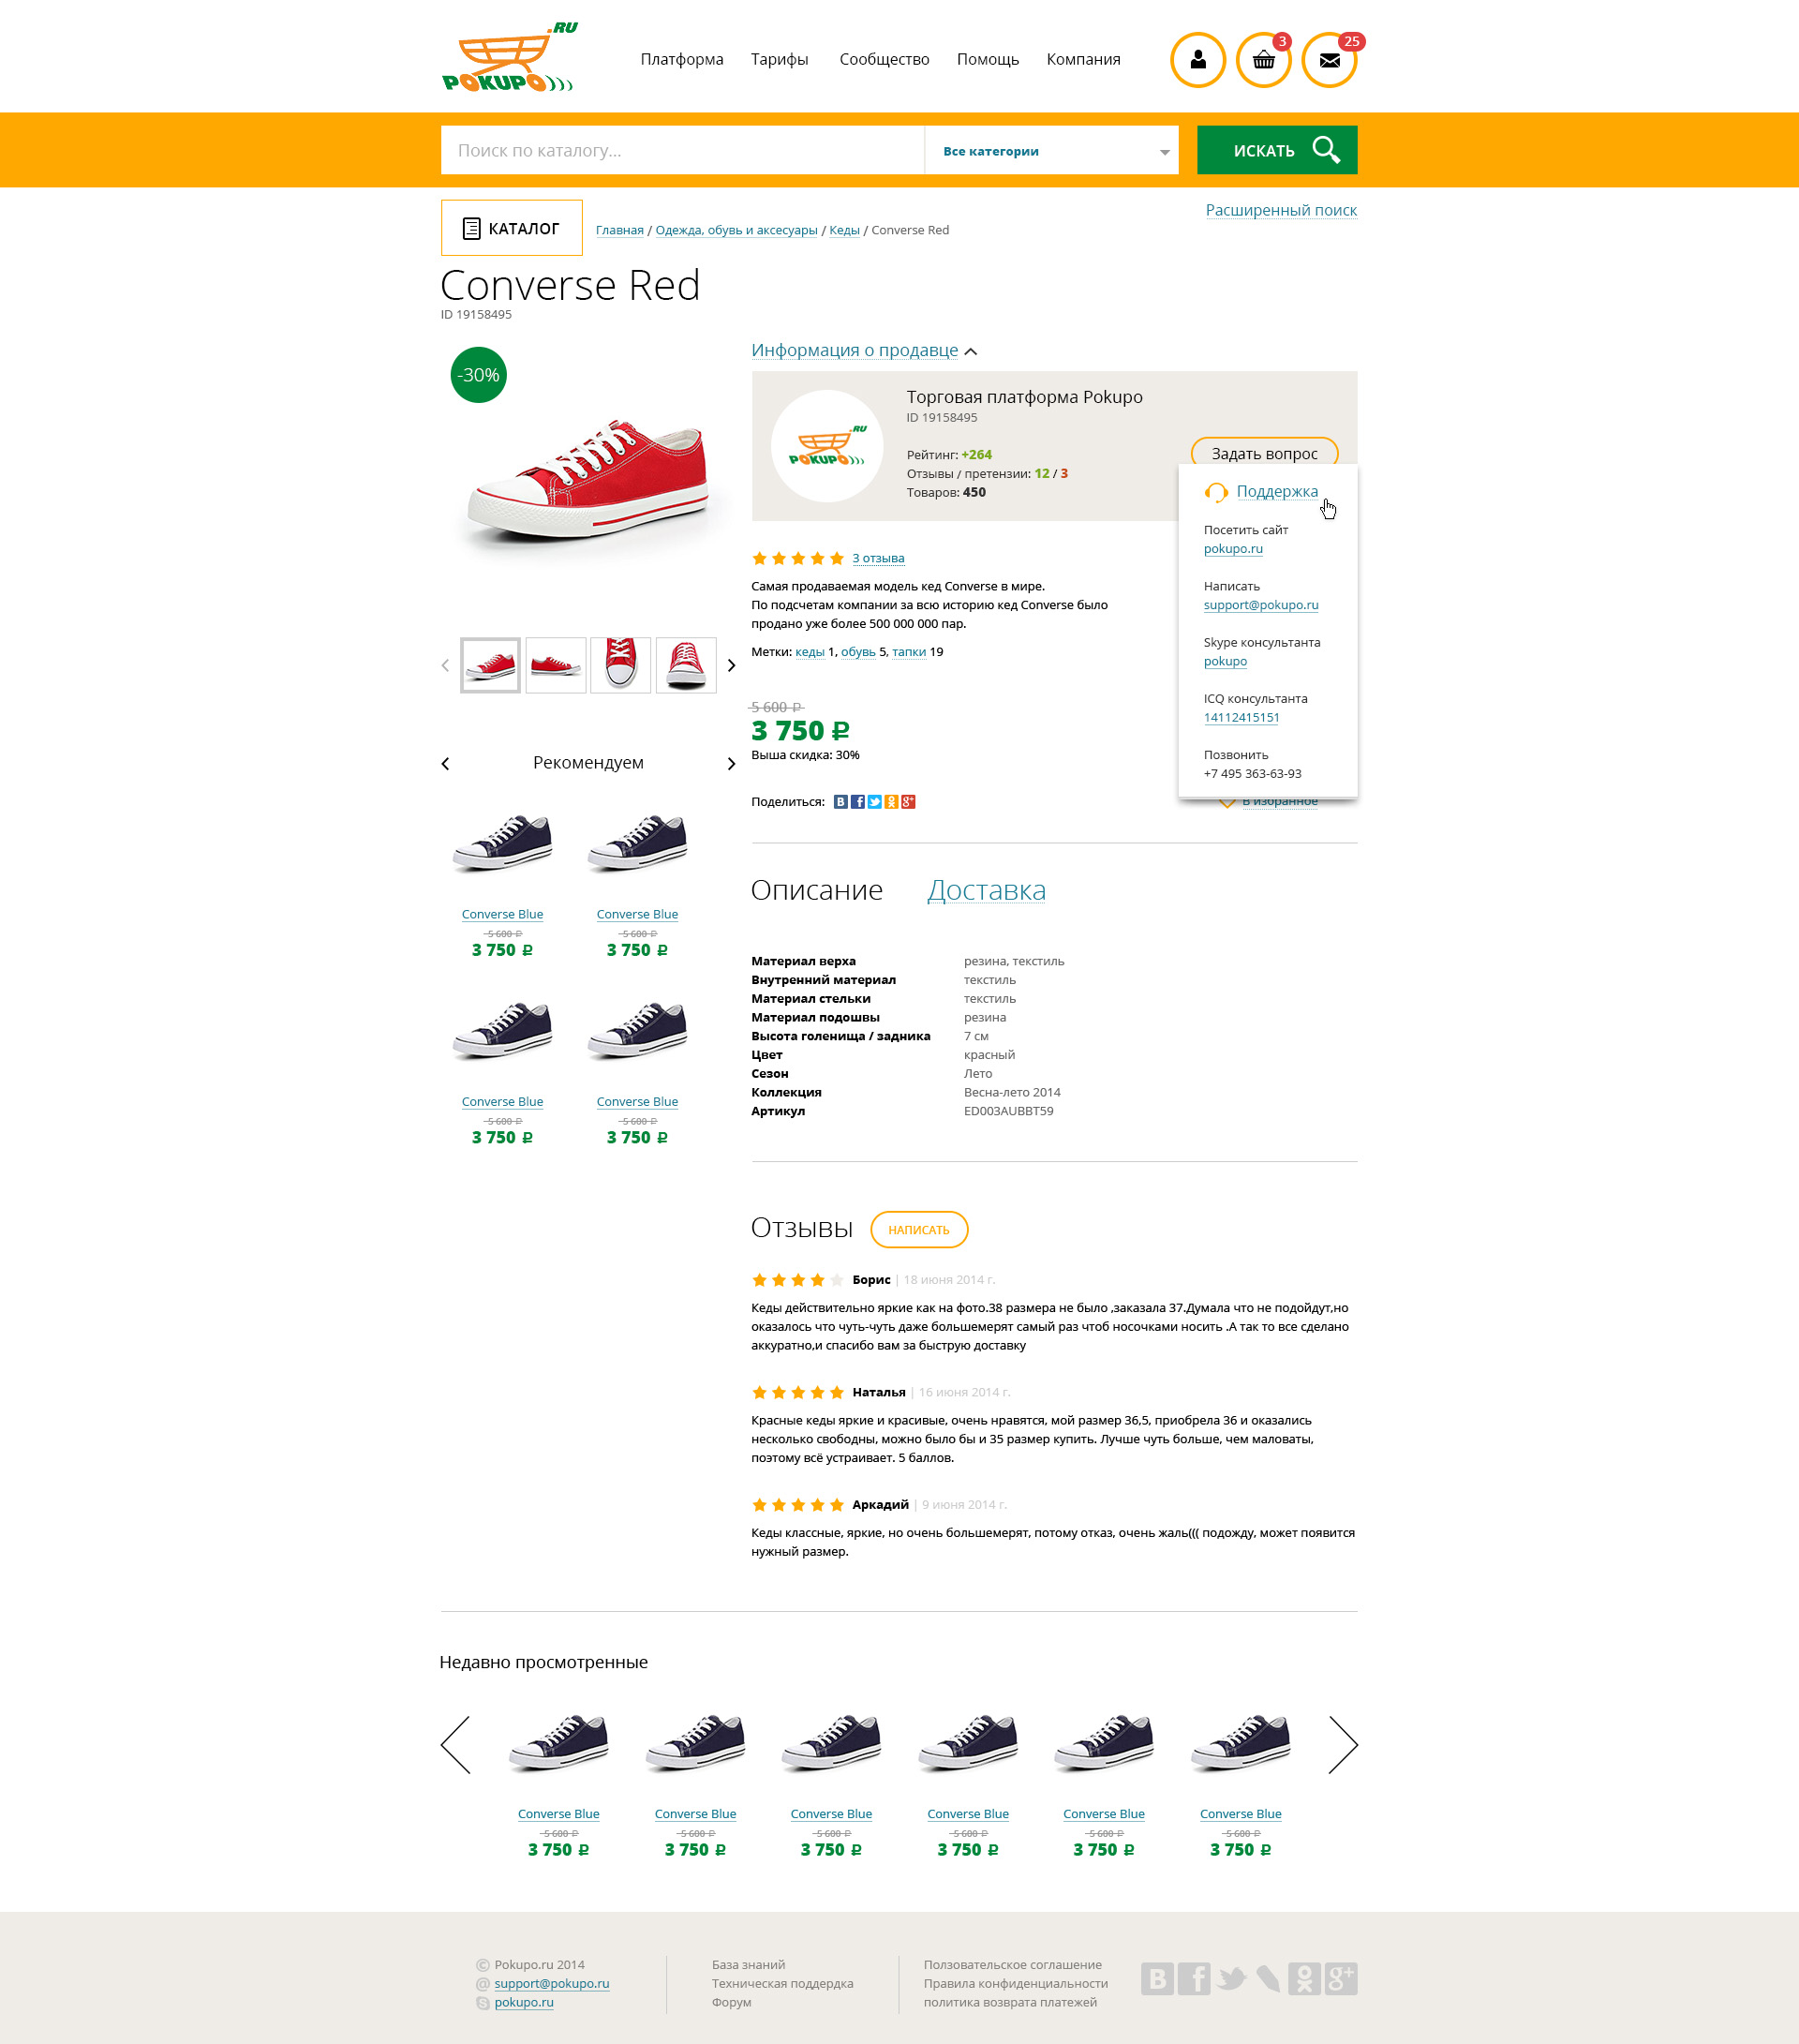 .RU
POKUPO
Платформа
Тарифы
Сообщество
Помощь
Компания
3
25
Поиск по каталогу...
Все категории
ИСКАТЬ
КАТАЛОГ
Главная / Одежда, обувь и аксесуары / Кеды / Converse Red
Расширенный поиск
Converse Red
ID 19158495
-30%
Информация о продавце
.RU
POKUPO
Торговая платформа Pokupo
ID 19158495
Рейтинг: +264
Отзывы / претензии: 12 / 3
Товаров: 450
Задать вопрос
Поддержка
Посетить сайт
pokupo.ru
Написать
support@pokupo.ru
Skype консультанта
pokupo
ICQ консультанта
14112415151
Позвонить
+7 495 363-63-93
В избранное
3 отзыва
Самая продаваемая модель кед Converse в мире.
По подсчетам компании за всю историю кед Converse было
продано уже более 500 000 000 пар.
Метки: кеды 1, обувь 5, тапки 19
5 600 ₽
3 750 ₽
Выша скидка: 30%
Поделиться:
Рекомендуем
Converse Blue
5 600 ₽
3 750 ₽
Converse Blue
5 600 ₽
3 750 ₽
Converse Blue
5 600 ₽
3 750 ₽
Converse Blue
5 600 ₽
3 750 ₽
Описание
Доставка
Материал верха резина, текстиль
Внутренний материал текстиль
Материал стельки текстиль
Материал подошвы резина
Высота голенища / задника 7 см
Цвет красный
Сезон Лето
Коллекция Весна-лето 2014
Артикул ED003AUBBT59
Отзывы
НАПИСАТЬ
Борис | 18 июня 2014 г.
Кеды действительно яркие как на фото.38 размера не было ,заказала 37.Думала что не подойдут,но
оказалось что чуть-чуть даже большемерят самый раз чтоб носочками носить .А так то все сделано
аккуратно,и спасибо вам за быструю доставку
Наталья | 16 июня 2014 г.
Красные кеды яркие и красивые, очень нравятся, мой размер 36,5, приобрела 36 и оказались
несколько свободны, можно было бы и 35 размер купить. Лучше чуть больше, чем маловаты,
поэтому всё устраивает. 5 баллов.
Аркадий | 9 июня 2014 г.
Кеды классные, яркие, но очень большемерят, потому отказ, очень жаль((( подожду, может появится
нужный размер.
Недавно просмотренные
Converse Blue
5 600 ₽
3 750 ₽
Converse Blue
5 600 ₽
3 750 ₽
Converse Blue
5 600 ₽
3 750 ₽
Converse Blue
5 600 ₽
3 750 ₽
Converse Blue
5 600 ₽
3 750 ₽
Converse Blue
5 600 ₽
3 750 ₽
© Pokupo.ru 2014
@ support@pokupo.ru
pokupo.ru
База знаний
Техническая поддердка
Форум
Ползовательское соглашение
Правила конфиденциальности
политика возврата платежей